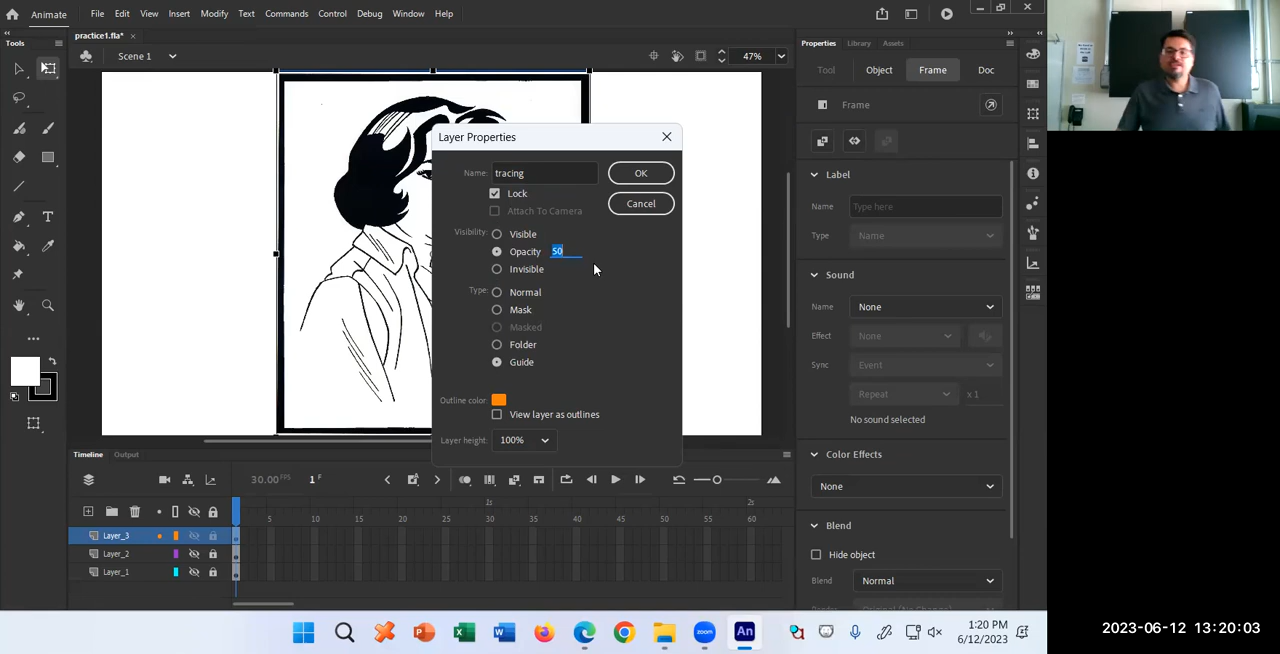 Animate
File Edit View Insert Modify Text Commands Control Debug Window Help
practice1.fla*
Tools
Scene 1
47%
Properties Library Assets
Tool Object Frame Doc
Frame
Label
Name Type here
Type Name
Sound
Name None
Effect None
Sync Event
Repeat x 1
No sound selected
Color Effects
None
Blend
Hide object
Blend Normal
Layer Properties
Name: tracing
OK
Lock
Attach To Camera
Cancel
Visibility: Visible
Opacity 50
Invisible
Type: Normal
Mask
Masked
Folder
Guide
Outline color:
View layer as outlines
Layer height: 100%
Timeline Output
30.00 FPS 1 F
1s 2s
5 10 15 20 25 30 35 40 45 50 55 60
Layer_3
Layer_2
Layer_1
zoom
An
1:20 PM
6/12/2023
2023-06-12 13:20:03